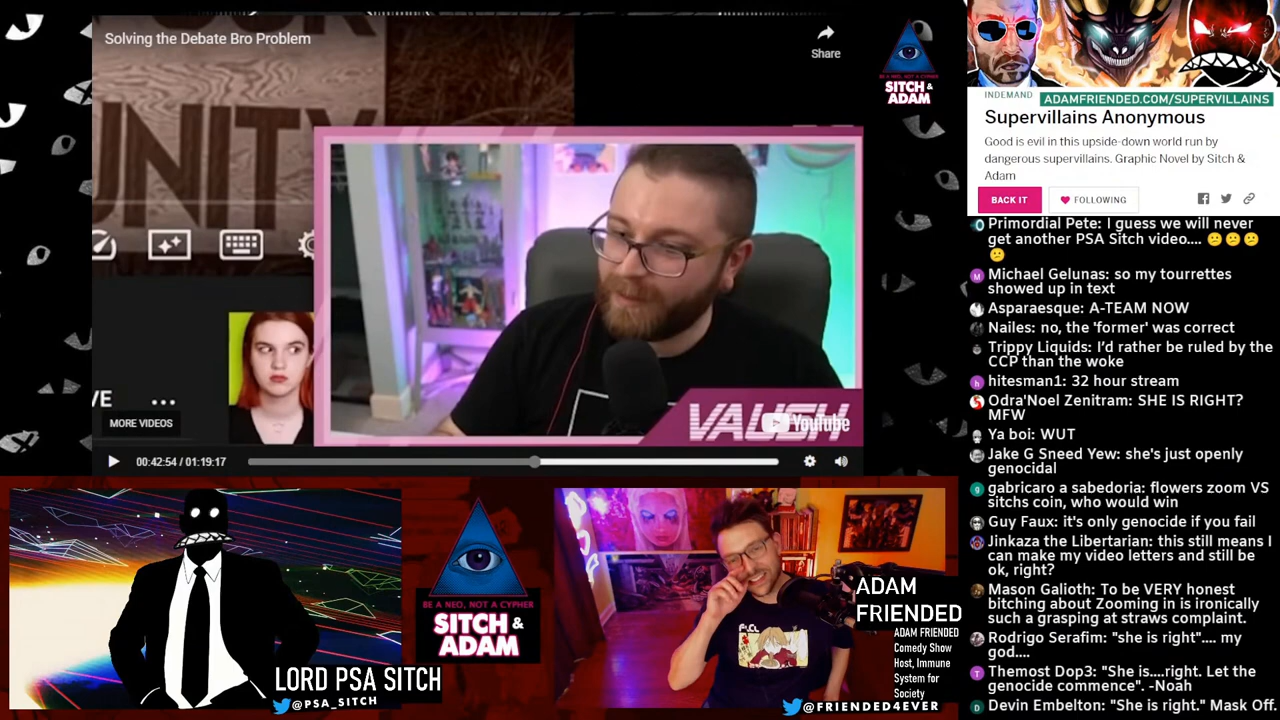 Solving the Debate Bro Problem
Share
UNITY
SITCH &
ADAM
VE
MORE VIDEOS
VAUSH
YouTube
00:42:54 / 01:19:17
INDEMAND
ADAMFRIENDED.COM/SUPERVILLAINS
Supervillains Anonymous
Good is evil in this upside-down world run by
dangerous supervillains. Graphic Novel by Sitch &
Adam
BACK IT
FOLLOWING
Primordial Pete: I guess we will never
get another PSA Sitch video....
Michael Gelunas: so my tourrettes
showed up in text
Asparaesque: A-TEAM NOW
Nailes: no, the 'former' was correct
Trippy Liquids: I’d rather be ruled by the
CCP than the woke
hitesman1: 32 hour stream
Odra'Noel Zenitram: SHE IS RIGHT?
MFW
Ya boi: WUT
Jake G Sneed Yew: she's just openly
genocidal
gabricaro a sabedoria: flowers zoom VS
sitchs coin, who would win
Guy Faux: it's only genocide if you fail
Jinkaza the Libertarian: this still means I
can make my video letters and still be
ok, right?
Mason Galioth: To be VERY honest
bitching about Zooming in is ironically
such a grasping at straws complaint.
Rodrigo Serafim: "she is right".... my
god....
Themost Dop3: "She is....right. Let the
genocide commence". -Noah
Devin Embelton: "She is right." Mask Off.
LORD PSA SITCH
@PSA_SITCH
BE A NEO, NOT A CYPHER
SITCH &
ADAM
ADAM
FRIENDED
ADAM FRIENDED
Comedy Show
Host, Immune
System for
Society
@FRIENDED4EVER